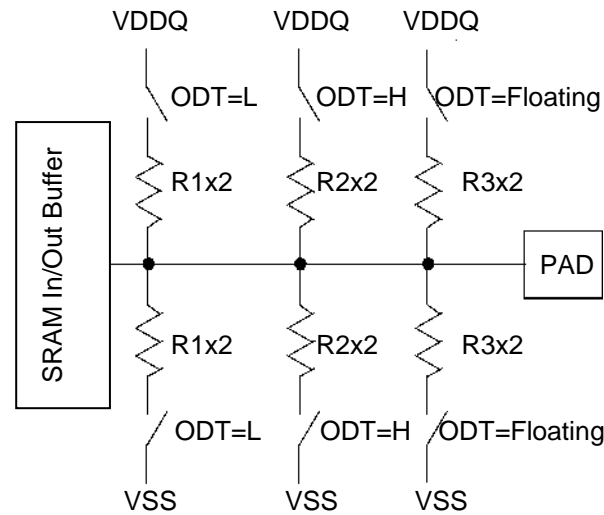 VDDQ VDDQ VDDQ
ODT=L ODT=H ODT=Floating
R1x2 R2x2 R3x2
SRAM In/Out Buffer
PAD
R1x2 R2x2 R3x2
ODT=L ODT=H ODT=Floating
VSS VSS VSS